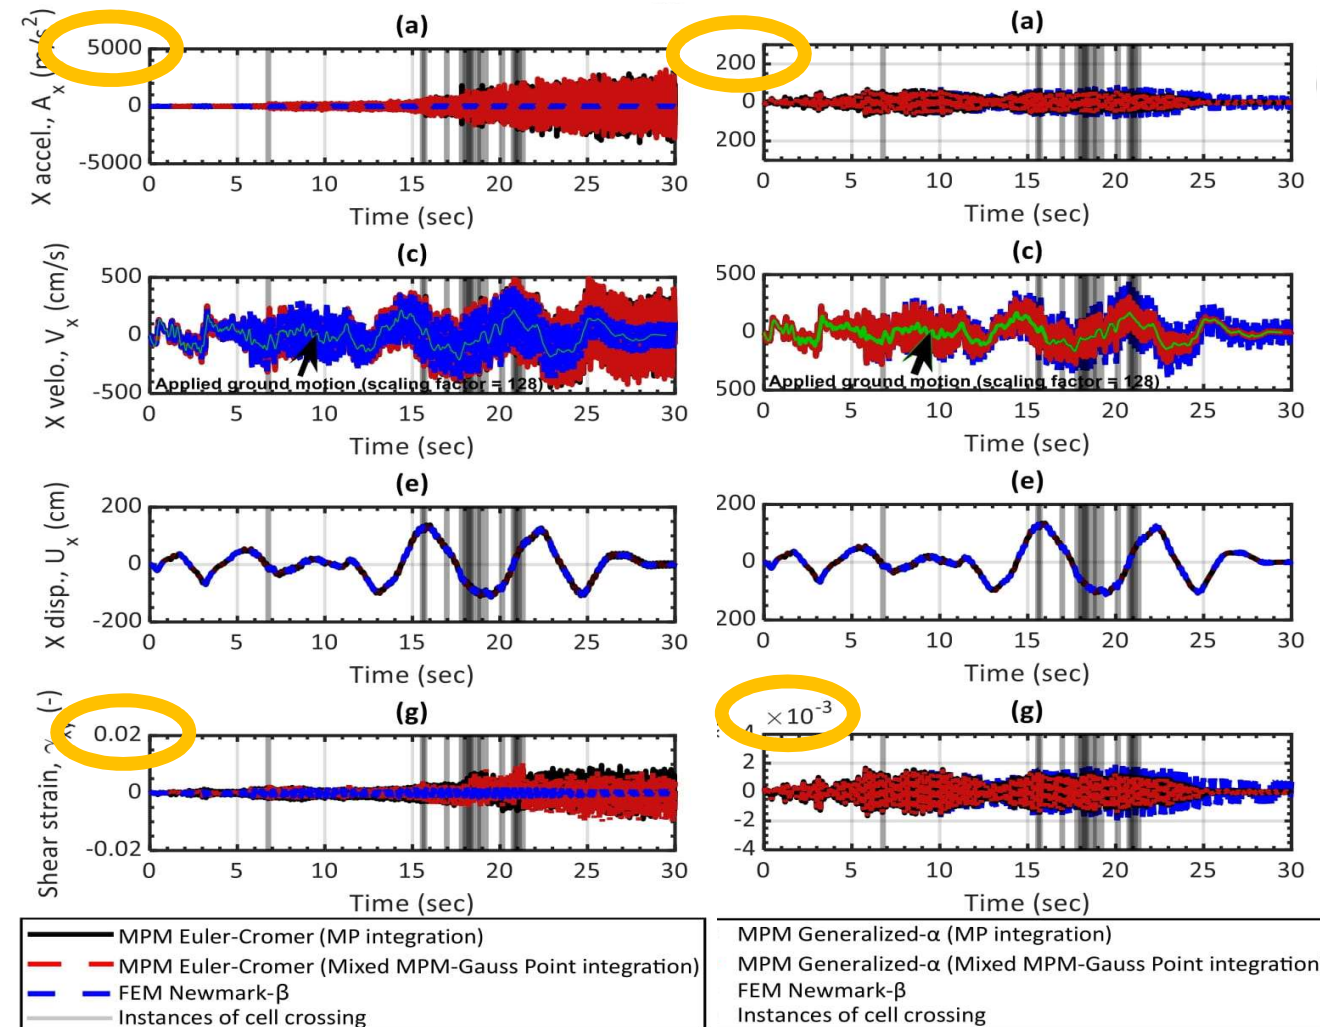 (a)
X accel., A_x (m/s²)
5000
0
-5000
0 5 10 15 20 25 30
Time (sec)
(c)
X velo., V_x (cm/s)
500
0
-500
Applied ground motion (scaling factor = 128)
0 5 10 15 20 25 30
Time (sec)
(e)
X disp., U_x (cm)
200
0
-200
0 5 10 15 20 25 30
Time (sec)
(g)
Shear strain, (-)
0.02
0
-0.02
0 5 10 15 20 25 30
Time (sec)
MPM Euler-Cromer (MP integration)
MPM Euler-Cromer (Mixed MPM-Gauss Point integration)
FEM Newmark-β
Instances of cell crossing
(a)
200
0
200
0 5 10 15 20 25 30
Time (sec)
(c)
500
0
500
Applied ground motion (scaling factor = 128)
0 5 10 15 20 25 30
Time (sec)
(e)
200
0
200
0 5 10 15 20 25 30
Time (sec)
(g)
×10⁻³
4
2
0
-2
-4
0 5 10 15 20 25 30
Time (sec)
MPM Generalized-α (MP integration)
MPM Generalized-α (Mixed MPM-Gauss Point integration
FEM Newmark-β
Instances of cell crossing